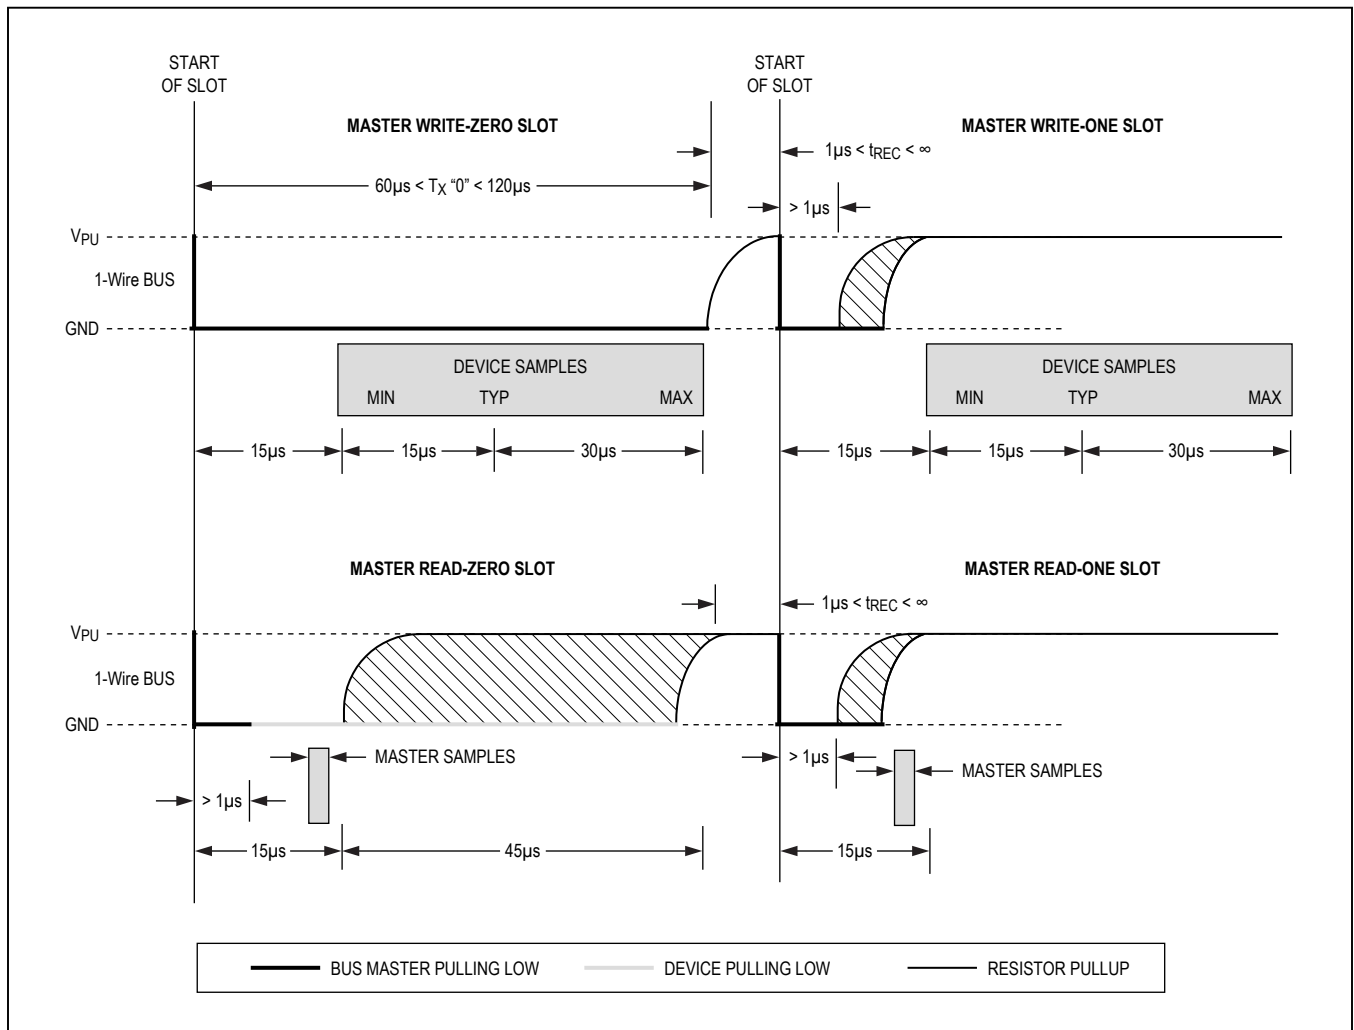 START
OF SLOT
START
OF SLOT
MASTER WRITE-ZERO SLOT
MASTER WRITE-ONE SLOT
1µs < tREC < ∞
60µs < TX “0” < 120µs
> 1µs
VPU
1-Wire BUS
GND
DEVICE SAMPLES
MIN TYP MAX
DEVICE SAMPLES
MIN TYP MAX
15µs 15µs 30µs 15µs 15µs 30µs
MASTER READ-ZERO SLOT
MASTER READ-ONE SLOT
1µs < tREC < ∞
VPU
1-Wire BUS
GND
MASTER SAMPLES
> 1µs
MASTER SAMPLES
> 1µs
15µs 45µs 15µs
BUS MASTER PULLING LOW DEVICE PULLING LOW RESISTOR PULLUP